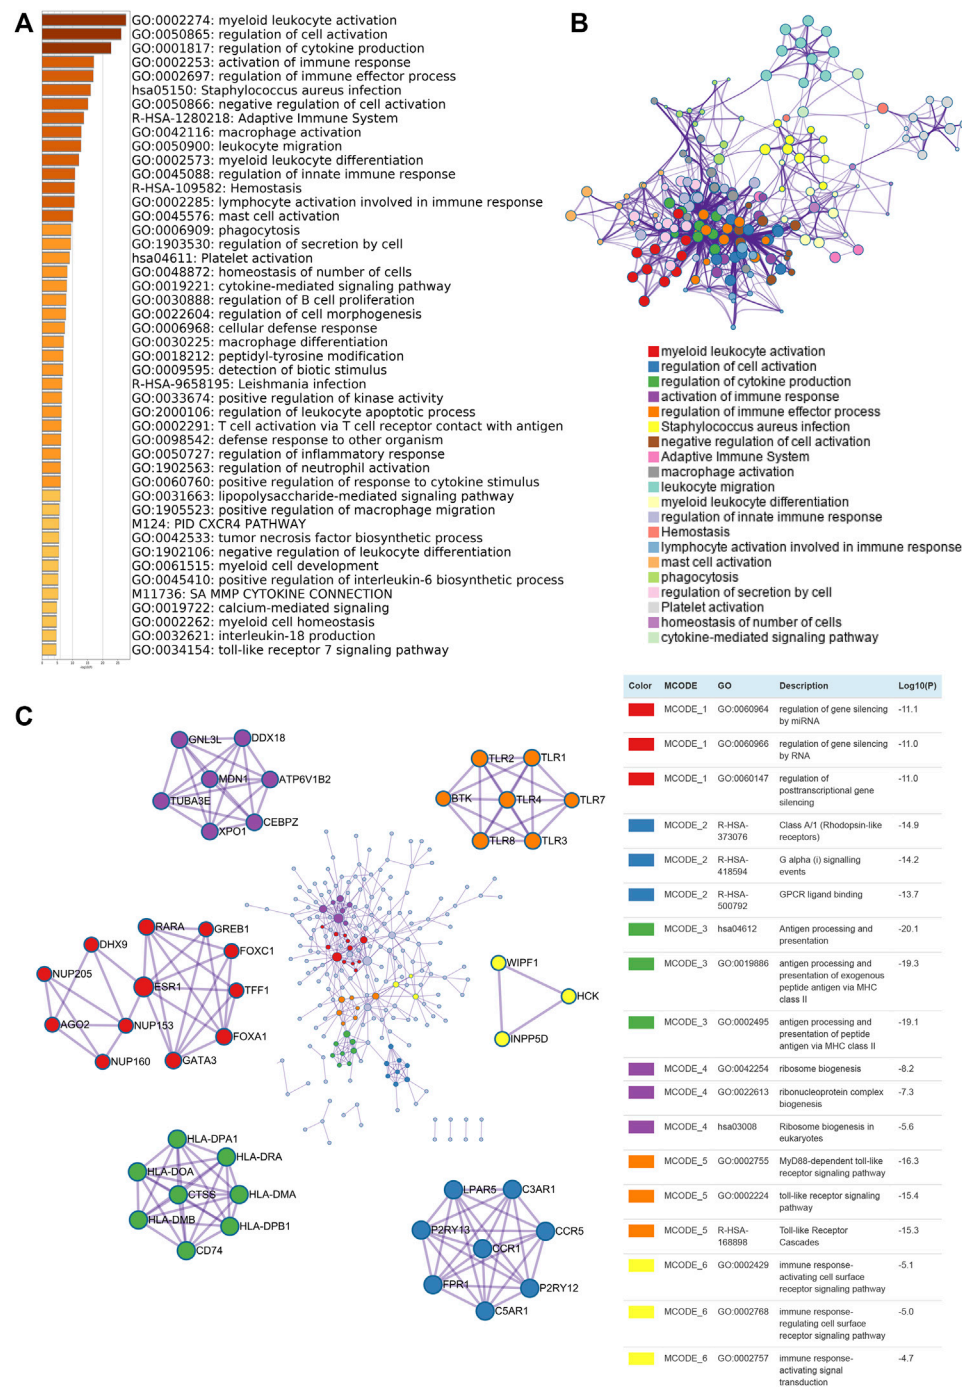 A
GO:0002274: myeloid leukocyte activation
GO:0050865: regulation of cell activation
GO:0001817: regulation of cytokine production
GO:0002253: activation of immune response
GO:0002697: regulation of immune effector process
hsa05150: Staphylococcus aureus infection
GO:0050866: negative regulation of cell activation
R-HSA-1280218: Adaptive Immune System
GO:0042116: macrophage activation
GO:0050900: leukocyte migration
GO:0002573: myeloid leukocyte differentiation
GO:0045088: regulation of innate immune response
R-HSA-109582: Hemostasis
GO:0002285: lymphocyte activation involved in immune response
GO:0045576: mast cell activation
GO:0006909: phagocytosis
GO:1903530: regulation of secretion by cell
hsa04611: Platelet activation
GO:0048872: homeostasis of number of cells
GO:0019221: cytokine-mediated signaling pathway
GO:0030888: regulation of B cell proliferation
GO:0022604: regulation of cell morphogenesis
GO:0006968: cellular defense response
GO:0030225: macrophage differentiation
GO:0018212: peptidyl-tyrosine modification
GO:0009595: detection of biotic stimulus
R-HSA-9658195: Leishmania infection
GO:0033674: positive regulation of kinase activity
GO:2000106: regulation of leukocyte apoptotic process
GO:0002291: T cell activation via T cell receptor contact with antigen
GO:0098542: defense response to other organism
GO:0050727: regulation of inflammatory response
GO:1902563: regulation of neutrophil activation
GO:0060760: positive regulation of response to cytokine stimulus
GO:0031663: lipopolysaccharide-mediated signaling pathway
GO:1905523: positive regulation of macrophage migration
M124: PID CXCR4 PATHWAY
GO:0042533: tumor necrosis factor biosynthetic process
GO:1902106: negative regulation of leukocyte differentiation
GO:0061515: myeloid cell development
GO:0045410: positive regulation of interleukin-6 biosynthetic process
M11736: SA MMP CYTOKINE CONNECTION
GO:0019722: calcium-mediated signaling
GO:0002262: myeloid cell homeostasis
GO:0032621: interleukin-18 production
GO:0034154: toll-like receptor 7 signaling pathway
B
myeloid leukocyte activation
regulation of cell activation
regulation of cytokine production
activation of immune response
regulation of immune effector process
Staphylococcus aureus infection
negative regulation of cell activation
Adaptive Immune System
macrophage activation
leukocyte migration
myeloid leukocyte differentiation
regulation of innate immune response
Hemostasis
lymphocyte activation involved in immune response
mast cell activation
phagocytosis
regulation of secretion by cell
Platelet activation
homeostasis of number of cells
cytokine-mediated signaling pathway
C
GNL3L
DDX18
MDN1
ATP6V1B2
TUBA3E
CEBPZ
XPO1
TLR2
TLR1
BTK
TLR4
TLR7
TLR8
TLR3
RARA
GREB1
DHX9
FOXC1
NUP205
ESR1
TFF1
AGO2
NUP153
FOXA1
NUP160
GATA3
WIPF1
HCK
INPP5D
HLA-DPA1
HLA-DRA
HLA-DOA
CTSS
HLA-DMA
HLA-DMB
HLA-DPB1
CD74
LPAR5
C3AR1
P2RY13
CCR5
CCR1
FPR1
P2RY12
C5AR1
Color MCODE GO Description Log10(P)
MCODE_1 GO:0060964 regulation of gene silencing -11.1
by miRNA
MCODE_1 GO:0060966 regulation of gene silencing -11.0
by RNA
MCODE_1 GO:0060147 regulation of -11.0
posttranscriptional gene
silencing
MCODE_2 R-HSA- Class A/1 (Rhodopsin-like -14.9
373076 receptors)
MCODE_2 R-HSA- G alpha (i) signalling -14.2
418594 events
MCODE_2 R-HSA- GPCR ligand binding -13.7
500792
MCODE_3 hsa04612 Antigen processing and -20.1
presentation
MCODE_3 GO:0019886 antigen processing and -19.3
presentation of exogenous
peptide antigen via MHC
class II
MCODE_3 GO:0002495 antigen processing and -19.1
presentation of peptide
antigen via MHC class II
MCODE_4 GO:0042254 ribosome biogenesis -8.2
MCODE_4 GO:0022613 ribonucleoprotein complex -7.3
biogenesis
MCODE_4 hsa03008 Ribosome biogenesis in -5.6
eukaryotes
MCODE_5 GO:0002755 MyD88-dependent toll-like -16.3
receptor signaling pathway
MCODE_5 GO:0002224 toll-like receptor signaling -15.4
pathway
MCODE_5 R-HSA- Toll-like Receptor -15.3
168898 Cascades
MCODE_6 GO:0002429 immune response- -5.1
activating cell surface
receptor signaling pathway
MCODE_6 GO:0002768 immune response- -5.0
regulating cell surface
receptor signaling pathway
MCODE_6 GO:0002757 immune response- -4.7
activating signal
transduction